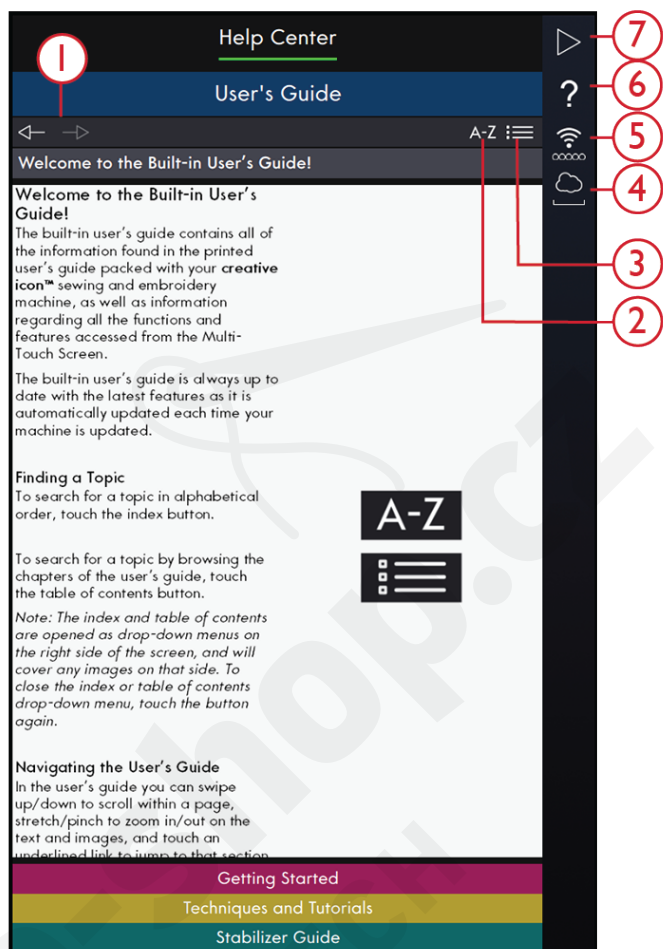 Help Center
7
1
User's Guide
?
6
A-Z
5
Welcome to the Built-in User's Guide!
4
Welcome to the Built-in User's
Guide!
The built-in user's guide contains all of
the information found in the printed
user's guide packed with your creative
icon™ sewing and embroidery
machine, as well as information
regarding all the functions and
features accessed from the Multi-
Touch Screen.
3
2
The built-in user's guide is always up to
date with the latest features as it is
automatically updated each time your
machine is updated.
Finding a Topic
To search for a topic in alphabetical
order, touch the index button.
A-Z
To search for a topic by browsing the
chapters of the user's guide, touch
the table of contents button.
Note: The index and table of contents
are opened as drop-down menus on
the right side of the screen, and will
cover any images on that side. To
close the index or table of contents
drop-down menu, touch the button
again.
Navigating the User's Guide
In the user's guide you can swipe
up/down to scroll within a page,
stretch/pinch to zoom in/out on the
text and images, and touch an
underlined link to jump to that section
Getting Started
Techniques and Tutorials
Stabilizer Guide